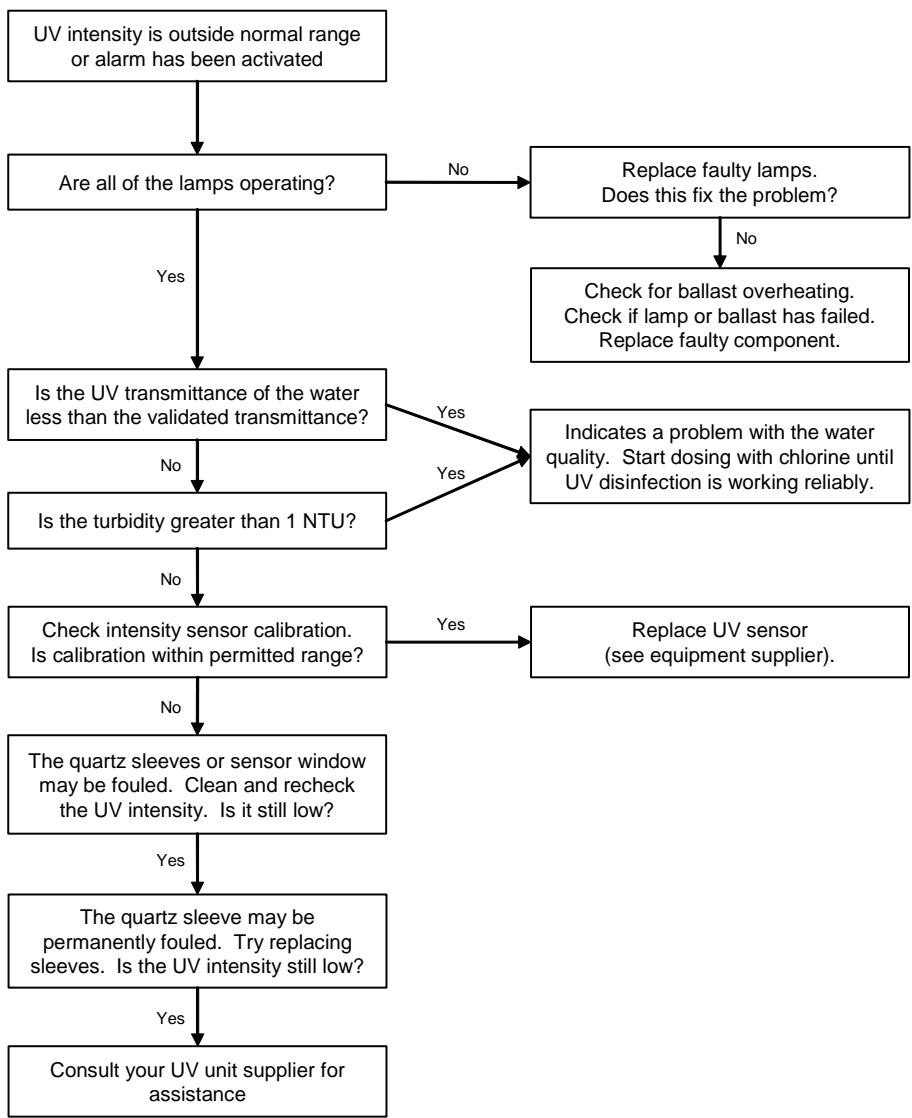 UV intensity is outside normal range
or alarm has been activated
Are all of the lamps operating?
No
Replace faulty lamps.
Does this fix the problem?
No
Yes
Check for ballast overheating.
Check if lamp or ballast has failed.
Replace faulty component.
Is the UV transmittance of the water
less than the validated transmittance?
Yes
Indicates a problem with the water
quality.  Start dosing with chlorine until
UV disinfection is working reliably.
No
Yes
Is the turbidity greater than 1 NTU?
No
Check intensity sensor calibration.
Is calibration within permitted range?
Yes
Replace UV sensor
(see equipment supplier).
No
The quartz sleeves or sensor window
may be fouled.  Clean and recheck
the UV intensity.  Is it still low?
Yes
The quartz sleeve may be
permanently fouled.  Try replacing
sleeves.  Is the UV intensity still low?
Yes
Consult your UV unit supplier for
assistance